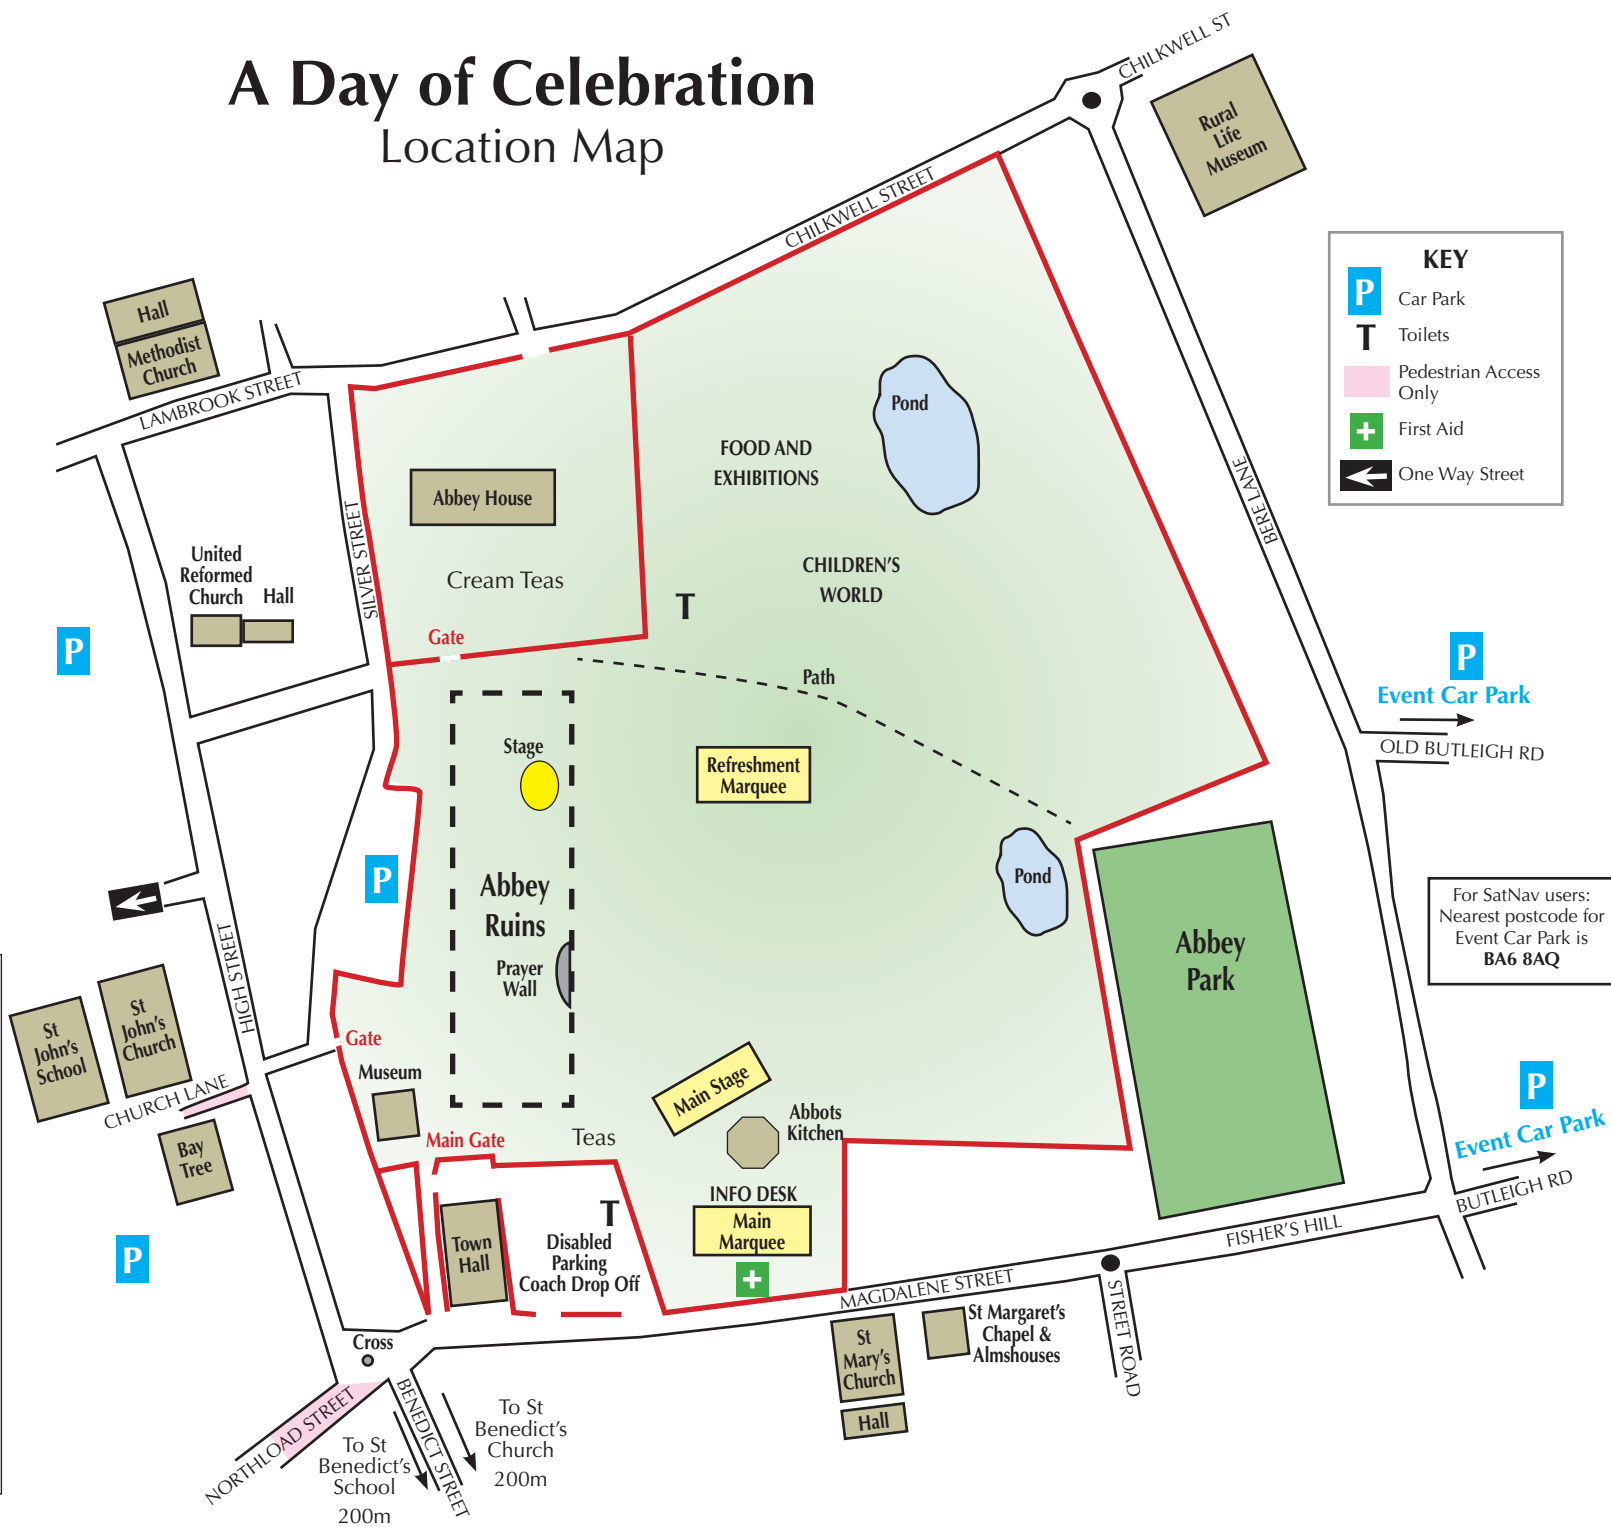 A Day of Celebration
Location Map
CHILKWELL ST
Rural
Life
Museum
CHILKWELL STREET
KEY
P
Car Park
T
Toilets
Pedestrian Access
Only
First Aid
One Way Street
Hall
Methodist
Church
LAMBROOK STREET
Pond
FOOD AND
EXHIBITIONS
Abbey House
BERE LANE
SILVER STREET
United
Reformed
Church
Hall
Cream Teas
CHILDREN'S
WORLD
T
Gate
P
P
Event Car Park
OLD BUTLEIGH RD
Path
Stage
Refreshment
Marquee
P
Abbey
Ruins
Pond
Abbey
Park
For SatNav users:
Nearest postcode for
Event Car Park is
BA6 8AQ
HIGH STREET
Prayer
Wall
St
John's
School
St
John's
Church
Gate
Museum
Main Stage
CHURCH LANE
Bay
Tree
Main Gate
Teas
Abbots
Kitchen
P
Event Car Park
BUTLEIGH RD
INFO DESK
Main
Marquee
T
Disabled
Parking
Coach Drop Off
Town
Hall
P
FISHER'S HILL
MAGDALENE STREET
STREET ROAD
St
Mary's
Church
Hall
St Margaret's
Chapel &
Almshouses
Cross
NORTHLOAD STREET
BENEDICT STREET
To St
Benedict's
School
200m
To St
Benedict's
Church
200m